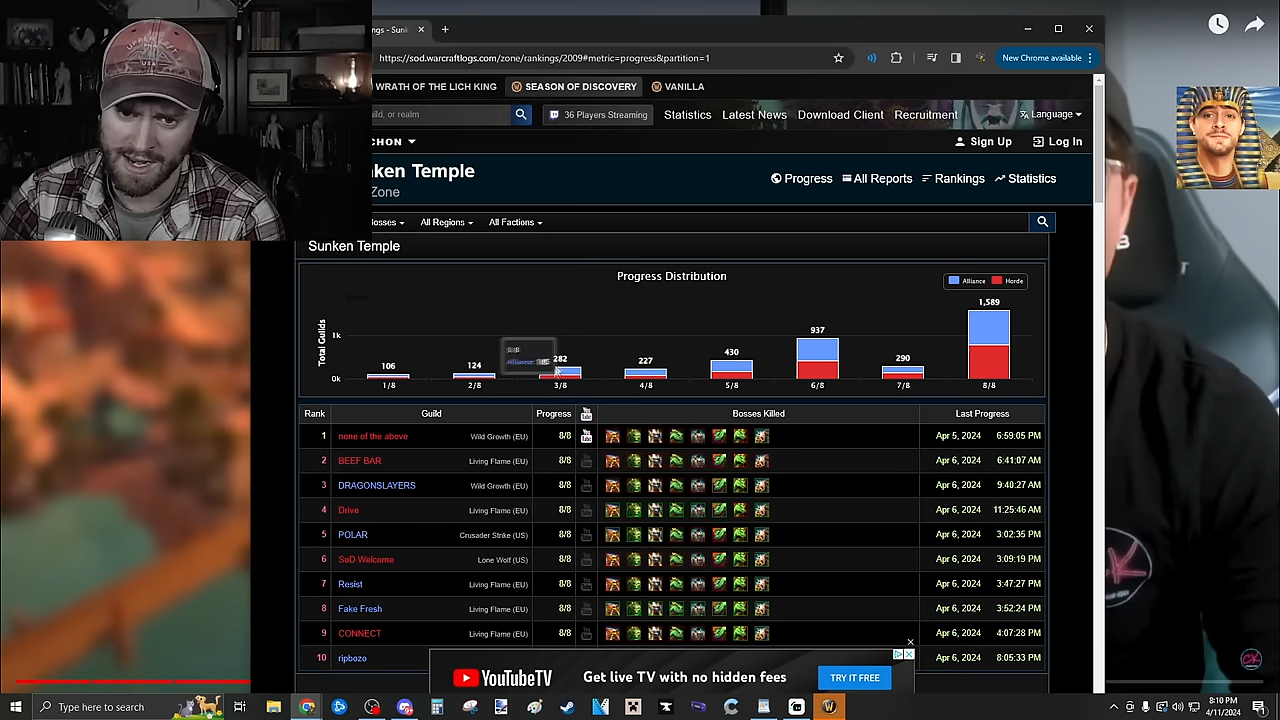 UPPER LEFT
USA
ngs - Sunk
https://sod.warcraftlogs.com/zone/rankings/2009#metric=progress&partition=1
New Chrome available
WRATH OF THE LICH KING
SEASON OF DISCOVERY
VANILLA
ild, or realm
36 Players Streaming
Statistics
Latest News
Download Client
Recruitment
Language
CHON
Sign Up
Log In
ken Temple
Zone
Progress
All Reports
Rankings
Statistics
osses
All Regions
All Factions
Sunken Temple
Progress Distribution
Alliance
Horde
Total Guilds
1k
0k
106
124
282
227
430
937
290
1,589
1/8
2/8
3/8
4/8
5/8
6/8
7/8
8/8
Rank
Guild
Progress
Bosses Killed
Last Progress
1 none of the above Wild Growth (EU) 8/8 Apr 5, 2024 6:59:05 PM
2 BEEF BAR Living Flame (EU) 8/8 Apr 6, 2024 6:41:07 AM
3 DRAGONSLAYERS Wild Growth (EU) 8/8 Apr 6, 2024 9:40:27 AM
4 Drive Living Flame (EU) 8/8 Apr 6, 2024 11:25:46 AM
5 POLAR Crusader Strike (US) 8/8 Apr 6, 2024 3:02:35 PM
6 SoD Welcome Lone Wolf (US) 8/8 Apr 6, 2024 3:09:19 PM
7 Resist Living Flame (EU) 8/8 Apr 6, 2024 3:47:27 PM
8 Fake Fresh Living Flame (EU) 8/8 Apr 6, 2024 3:52:24 PM
9 CONNECT Living Flame (EU) 8/8 Apr 6, 2024 4:07:28 PM
10 ripbozo 8:05:33 PM
YouTubeTV
Get live TV with no hidden fees
TRY IT FREE
Type here to search
8:10 PM
4/11/2024